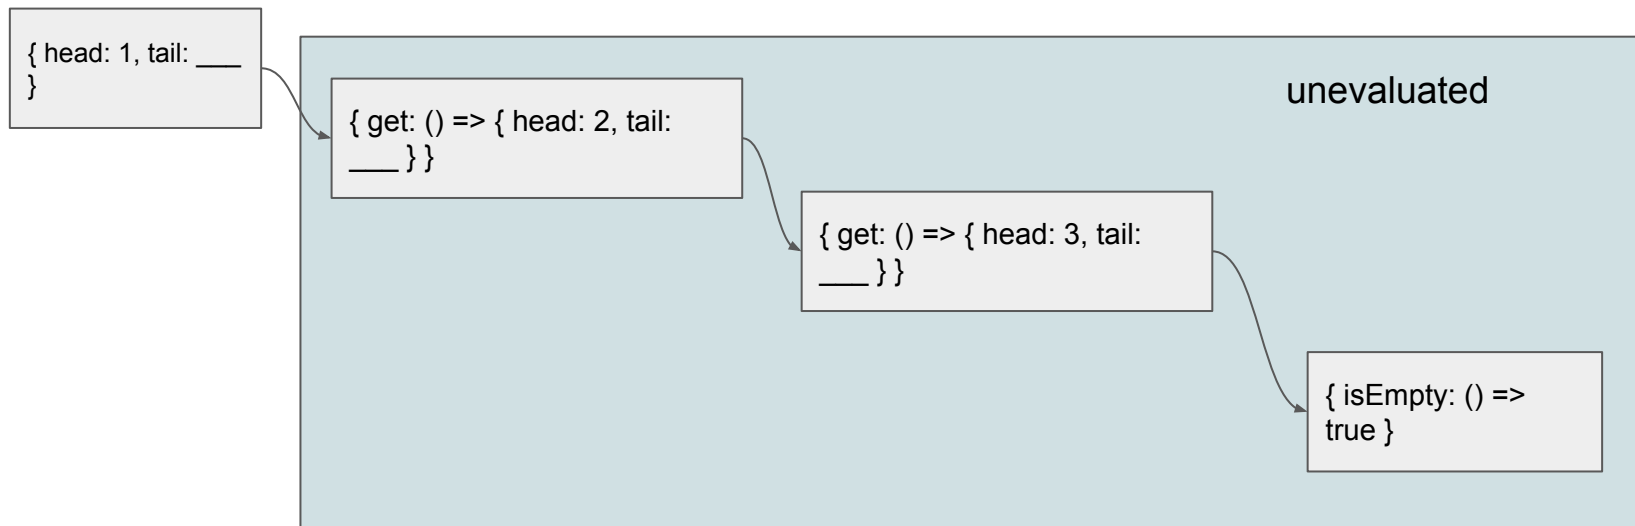 { head: 1, tail: ___
}
unevaluated
{ get: () => { head: 2, tail:
___ } }
{ get: () => { head: 3, tail:
___ } }
{ isEmpty: () =>
true }